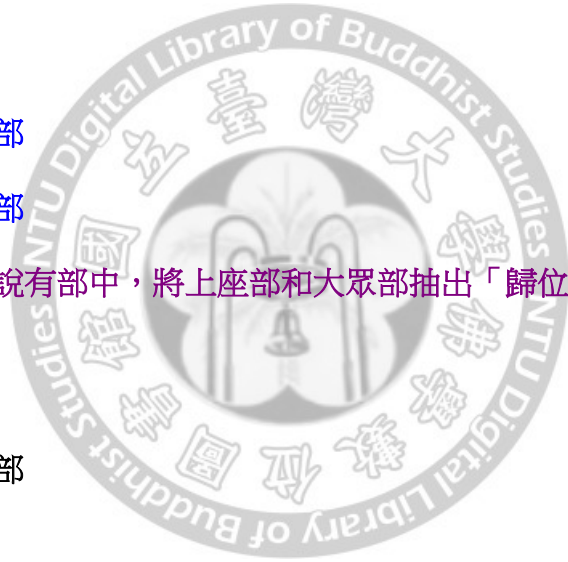 部
部
說有部中，將上座部和大眾部抽出「歸位
部
NTU Digital Library of Buddhist Studies
NTU Digital Library of Buddhist Studies
國立臺灣大學
圖書館
佛學數位